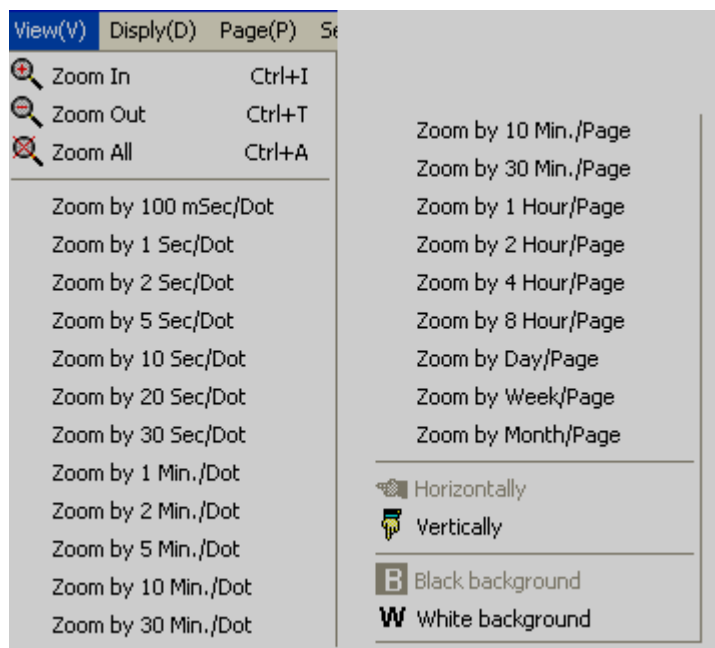 View(V) Disply(D) Page(P) Se
Zoom In Ctrl+I
Zoom Out Ctrl+T
Zoom All Ctrl+A
Zoom by 100 mSec/Dot
Zoom by 1 Sec/Dot
Zoom by 2 Sec/Dot
Zoom by 5 Sec/Dot
Zoom by 10 Sec/Dot
Zoom by 20 Sec/Dot
Zoom by 30 Sec/Dot
Zoom by 1 Min./Dot
Zoom by 2 Min./Dot
Zoom by 5 Min./Dot
Zoom by 10 Min./Dot
Zoom by 30 Min./Dot
Zoom by 10 Min./Page
Zoom by 30 Min./Page
Zoom by 1 Hour/Page
Zoom by 2 Hour/Page
Zoom by 4 Hour/Page
Zoom by 8 Hour/Page
Zoom by Day/Page
Zoom by Week/Page
Zoom by Month/Page
Horizontally
Vertically
B Black background
W White background